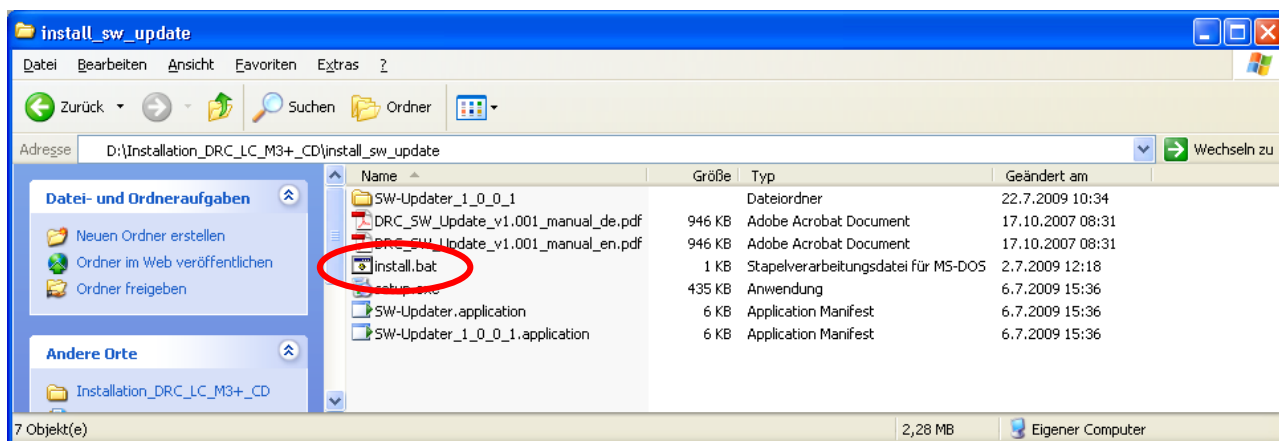 install_sw_update
Datei Bearbeiten Ansicht Favoriten Extras ?
Zurück Suchen Ordner
Adresse D:\Installation_DRC_LC_M3+_CD\install_sw_update Wechseln zu
Name Größe Typ Geändert am
Datei- und Ordneraufgaben
Neuen Ordner erstellen
Ordner im Web veröffentlichen
Ordner freigeben
Andere Orte
Installation_DRC_LC_M3+_CD
SW-Updater_1_0_0_1 Dateiordner 22.7.2009 10:34
DRC_SW_Update_v1.001_manual_de.pdf 946 KB Adobe Acrobat Document 17.10.2007 08:31
DRC_SW_Update_v1.001_manual_en.pdf 946 KB Adobe Acrobat Document 17.10.2007 08:31
install.bat 1 KB Stapelverarbeitungsdatei für MS-DOS 2.7.2009 12:18
setup.exe 435 KB Anwendung 6.7.2009 15:36
SW-Updater.application 6 KB Application Manifest 6.7.2009 15:36
SW-Updater_1_0_0_1.application 6 KB Application Manifest 6.7.2009 15:36
7 Objekt(e) 2,28 MB Eigener Computer